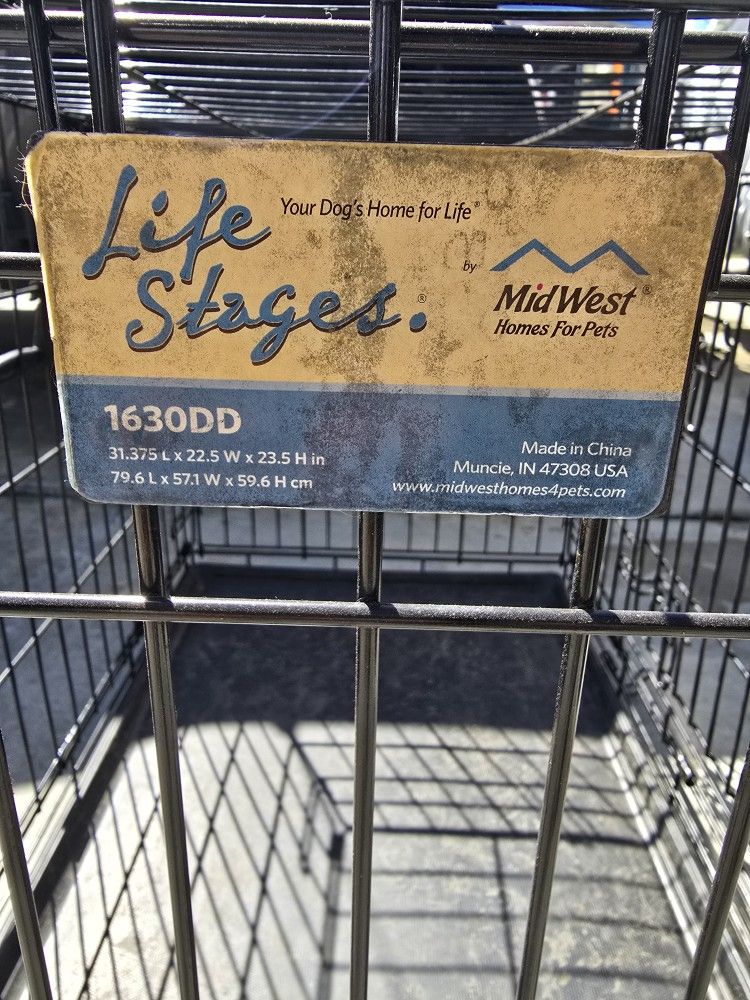 Life
Stages.®
Your Dog's Home for Life®
by
MidWest®
Homes For Pets
1630DD
31.375 L x 22.5 W x 23.5 H in
79.6 L x 57.1 W x 59.6 H cm
Made in China
Muncie, IN 47308 USA
www.midwesthomes4pets.com